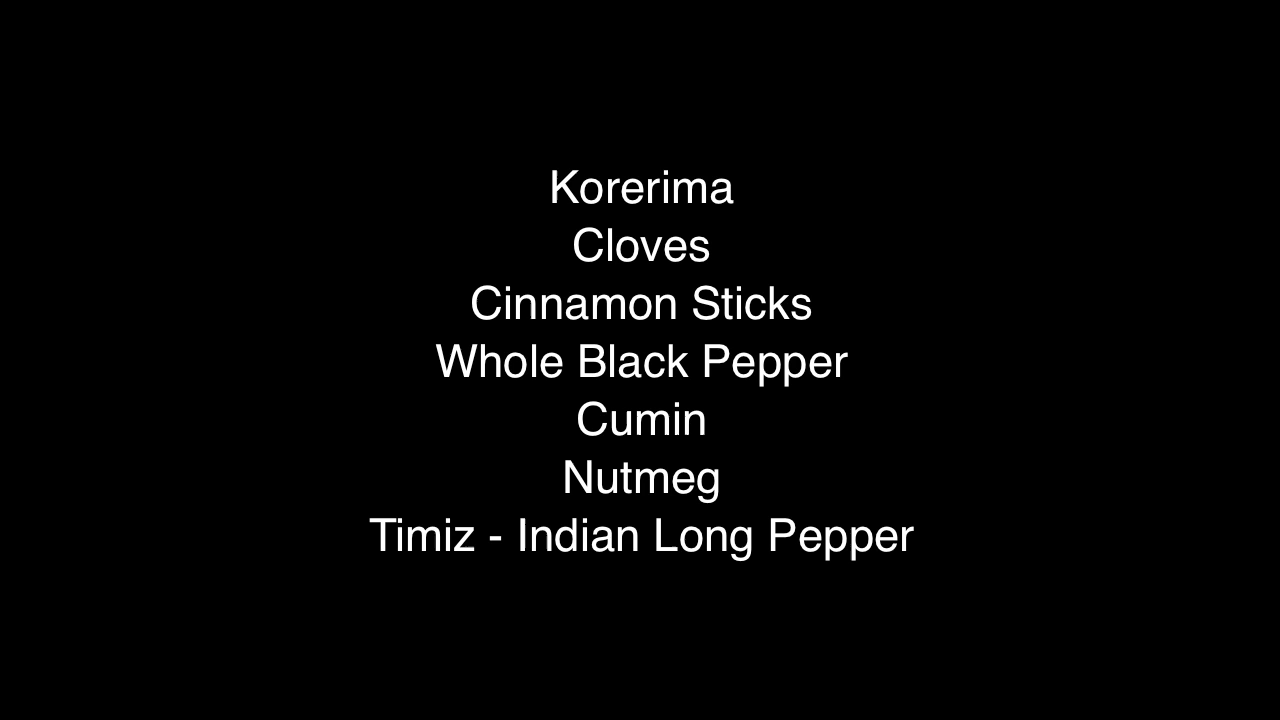 Korerima
Cloves
Cinnamon Sticks
Whole Black Pepper
Cumin
Nutmeg
Timiz - Indian Long Pepper